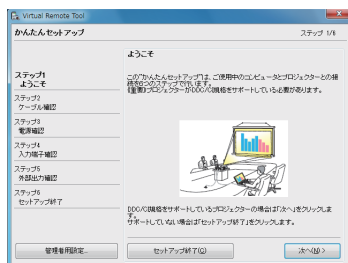 Virtual Remote Tool
かんたんセットアップ
ステップ 1/6
ステップ1
ようこそ
ステップ2
ケーブル確認
ステップ3
電源確認
ステップ4
入力端子確認
ステップ5
外部出力確認
ステップ6
セットアップ終了
ようこそ
この"かんたんセットアップ"は、ご使用中のコンピュータとプロジェクターとの接
続を6つのステップで行います。
(重要)プロジェクターがDDC/CI規格をサポートしている必要があります。
DDC/CI規格をサポートしているプロジェクターの場合は「次へ」をクリックしま
す。
サポートしていない場合は「セットアップ終了」をクリックします。
管理者用設定...
セットアップ終了(Q)
次へ(N) >